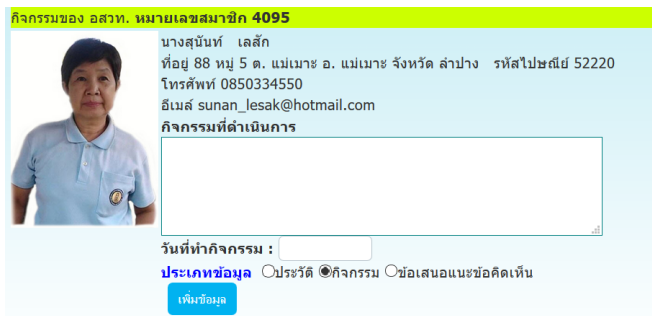 กิจกรรมของ อสวท. หมายเลขสมาชิก 4095
นางสุนันท์ เลสัก
ที่อยู่ 88 หมู่ 5 ต. แม่เมาะ อ. แม่เมาะ จังหวัด ลำปาง รหัสไปษณีย์ 52220
โทรศัพท์ 0850334550
อีเมล์ sunan_lesak@hotmail.com
กิจกรรมที่ดำเนินการ
วันที่ทำกิจกรรม :
ประเภทข้อมูล ประวัติ กิจกรรม ข้อเสนอแนะข้อคิดเห็น
เพิ่มข้อมูล